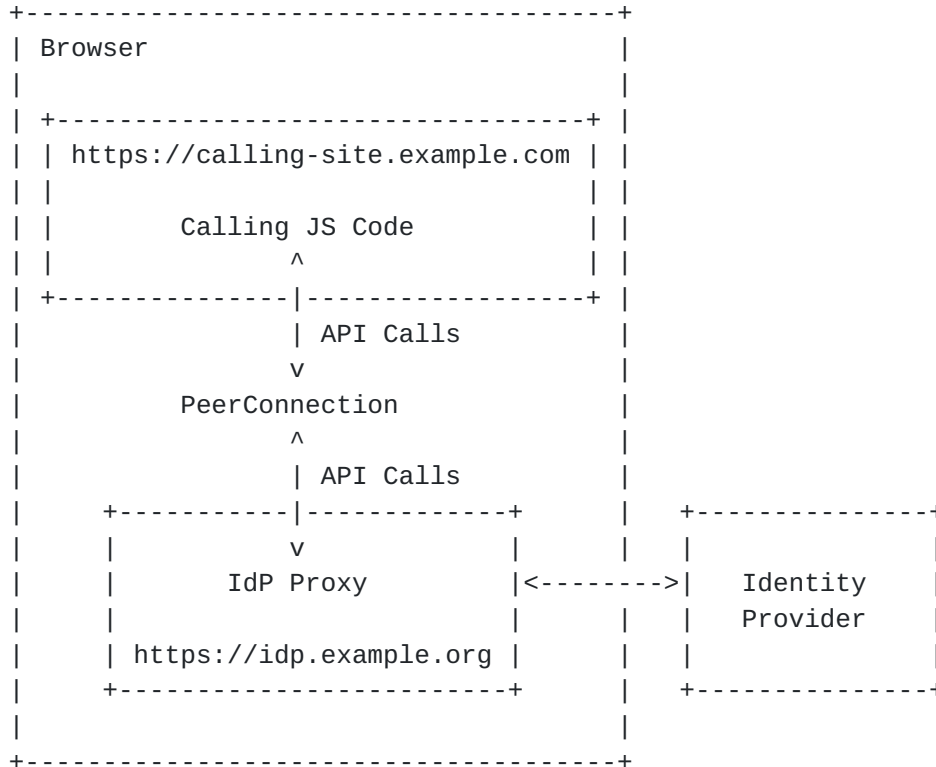 Browser
https://calling-site.example.com
Calling JS Code
API Calls
PeerConnection
API Calls
IdP Proxy
Identity
Provider
https://idp.example.org